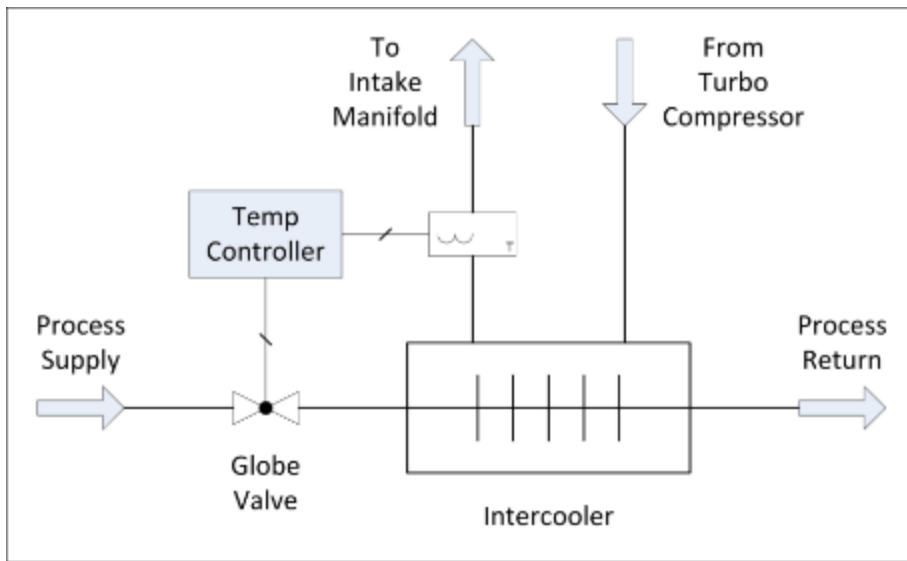 To
Intake
Manifold
From
Turbo
Compressor
Temp
Controller
T
Process
Supply
Process
Return
Globe
Valve
Intercooler